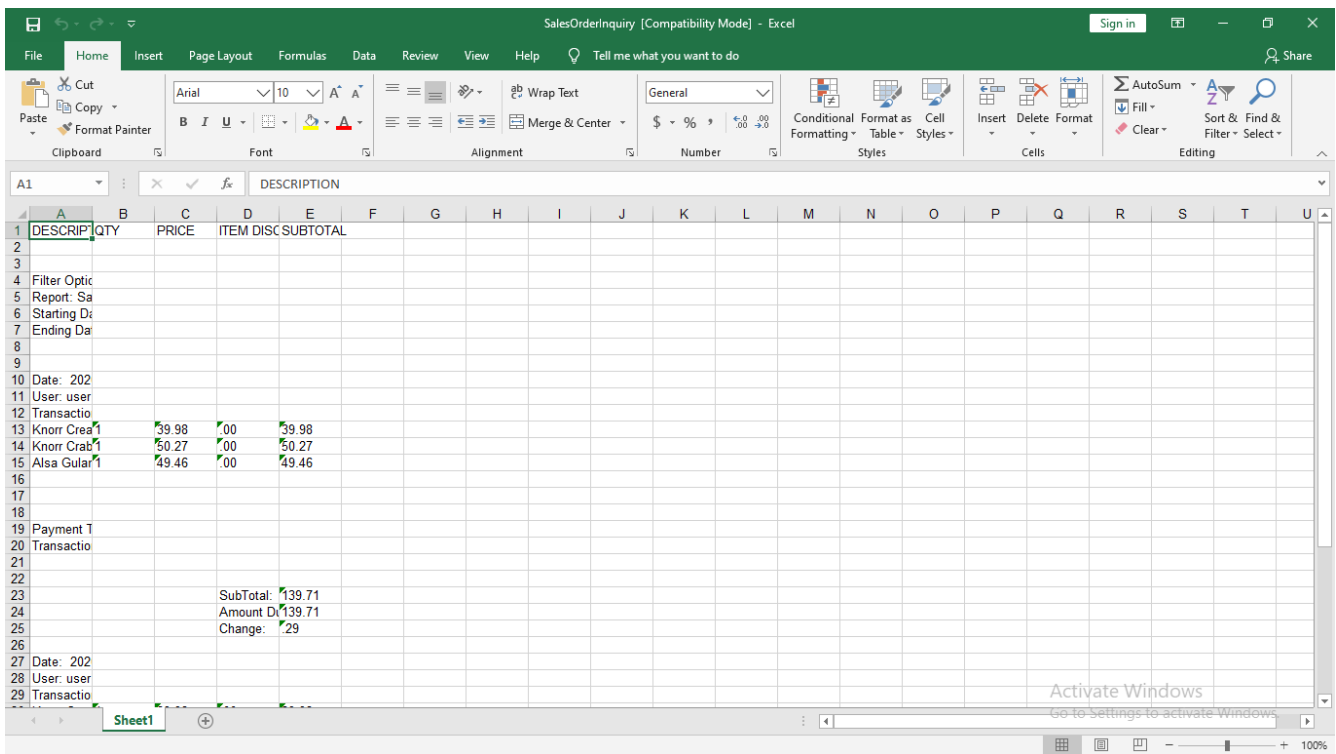 SalesOrderInquiry [Compatibility Mode] - Excel
Sign in
File Home Insert Page Layout Formulas Data Review View Help Tell me what you want to do Share
Paste
Cut
Copy
Format Painter
Arial 10
B I U
Wrap Text
Merge & Center
General
$ % ,
Conditional Formatting
Format as Table
Cell Styles
Insert Delete Format
AutoSum
Fill
Clear
Sort & Filter
Find & Select
Clipboard Font Alignment Number Styles Cells Editing
A1 fx DESCRIPTION
A B C D E F G H I J K L M N O P Q R S T U
1 DESCRIPT QTY PRICE ITEM DISC SUBTOTAL
2
3
4 Filter Optic
5 Report: Sa
6 Starting Da
7 Ending Dat
8
9
10 Date: 202
11 User: user
12 Transactio
13 Knorr Crea 1 39.98 .00 39.98
14 Knorr Crab 1 50.27 .00 50.27
15 Alsa Gular 1 49.46 .00 49.46
16
17
18
19 Payment T
20 Transactio
21
22
23 SubTotal: 139.71
24 Amount Du 139.71
25 Change: .29
26
27 Date: 202
28 User: user
29 Transactio
Activate Windows
Go to Settings to activate Windows.
Sheet1
100%